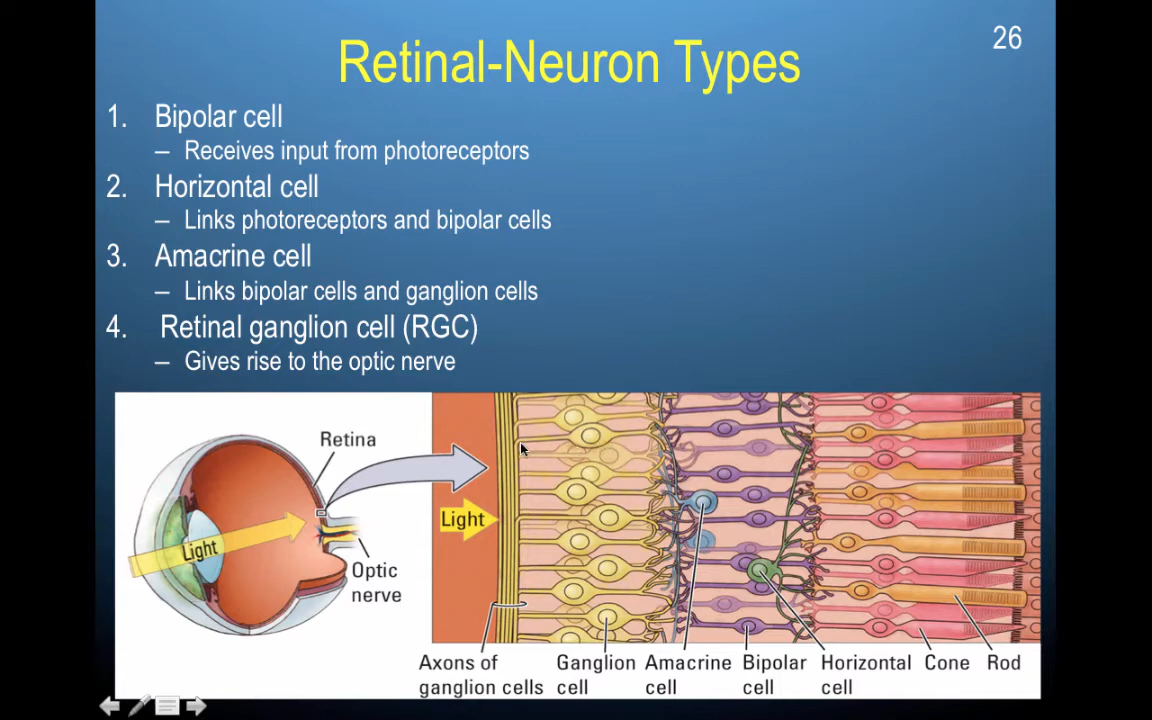 26
Retinal-Neuron Types
1. Bipolar cell
– Receives input from photoreceptors
2. Horizontal cell
– Links photoreceptors and bipolar cells
3. Amacrine cell
– Links bipolar cells and ganglion cells
4. Retinal ganglion cell (RGC)
– Gives rise to the optic nerve
Retina
Light
Optic
nerve
Light
Axons of
ganglion cells
Ganglion
cell
Amacrine
cell
Bipolar
cell
Horizontal
cell
Cone
Rod